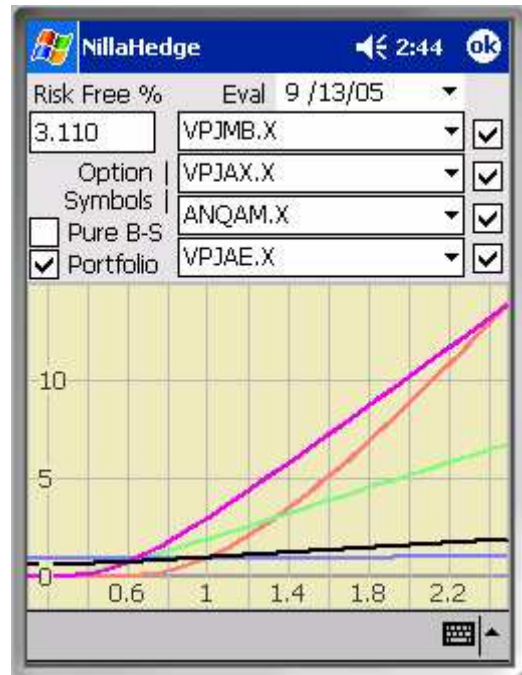 NillaHedge 2:44 ok
Risk Free % Eval 9 /13/05
3.110 VPJMB.X
Option | VPJAX.X
Symbols | ANQAM.X
Pure B-S
Portfolio VPJAE.X
10
5
0
0.6 1 1.4 1.8 2.2